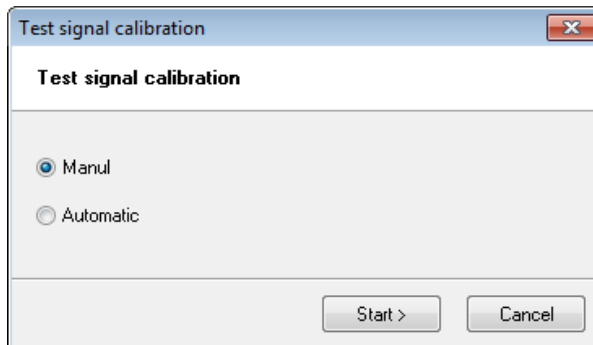 Test signal calibration
Test signal calibration
Manul
Automatic
Start >
Cancel